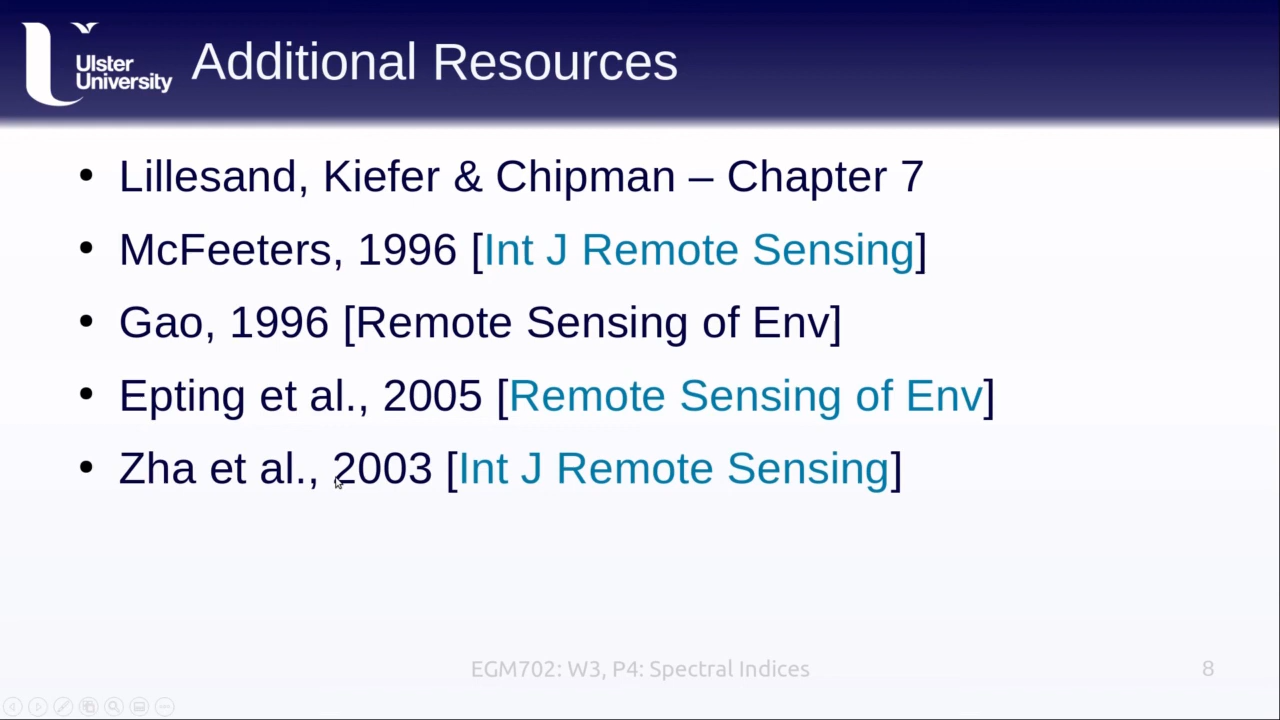 Ulster
University
Additional Resources
• Lillesand, Kiefer & Chipman – Chapter 7
• McFeeters, 1996 [Int J Remote Sensing]
• Gao, 1996 [Remote Sensing of Env]
• Epting et al., 2005 [Remote Sensing of Env]
• Zha et al., 2003 [Int J Remote Sensing]
EGM702: W3, P4: Spectral Indices
8